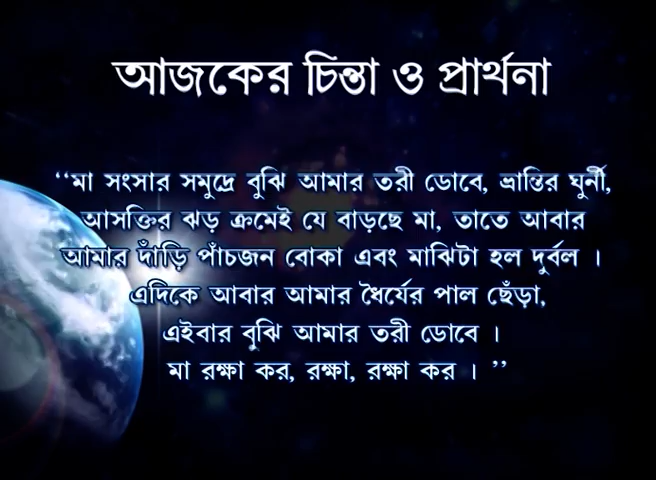 আজকের চিন্তা ও প্রার্থনা
‘‘মা সংসার সমুদ্রে বুঝি আমার তরী ডোবে, ভ্রান্তির ঘুর্নী,
আসক্তির ঝড় ক্রমেই যে বাড়ছে মা, তাতে আবার
আমার দাঁড়ি পাঁচজন বোকা এবং মাঝিটা হল দুর্বল ।
এদিকে আবার আমার ধৈর্যের পাল ছেঁড়া,
এইবার বুঝি আমার তরী ডোবে ।
মা রক্ষা কর, রক্ষা, রক্ষা কর । ’’